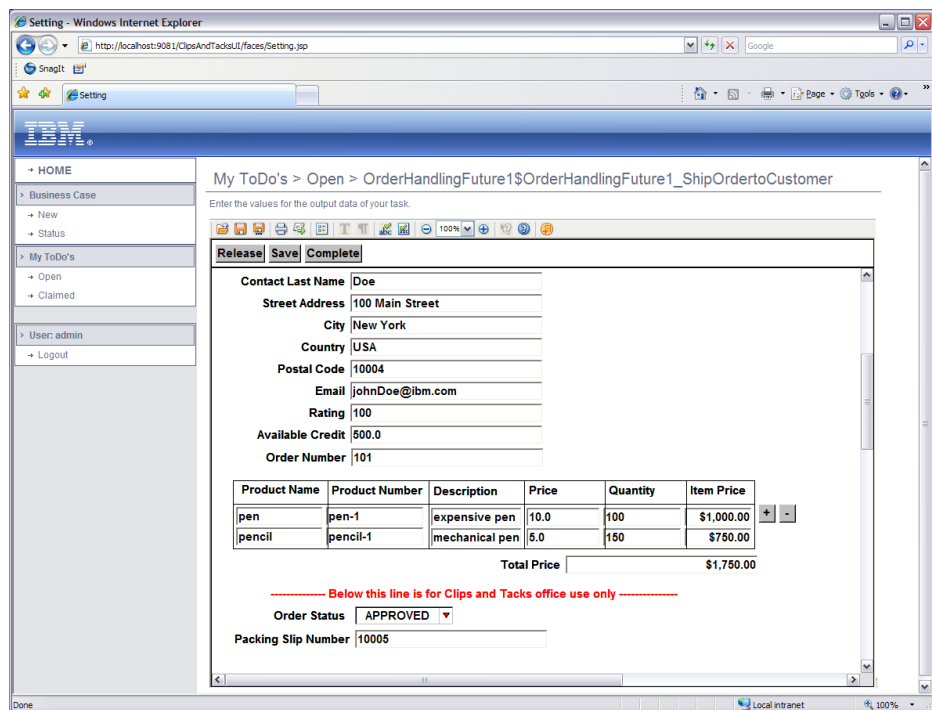 Setting - Windows Internet Explorer
http://localhost:9081/ClipsAndTacksUI/faces/Setting.jsp
Google
SnagIt
Setting
Page Tools
IBM
HOME
My ToDo's > Open > OrderHandlingFuture1$OrderHandlingFuture1_ShipOrdertoCustomer
Business Case
Enter the values for the output data of your task.
New
Status
100%
My ToDo's
Release Save Complete
Open
Claimed
User: admin
Logout
Contact Last Name Doe
Street Address 100 Main Street
City New York
Country USA
Postal Code 10004
Email johnDoe@ibm.com
Rating 100
Available Credit 500.0
Order Number 101
Product Name Product Number Description Price Quantity Item Price
pen pen-1 expensive pen 10.0 100 $1,000.00 + -
pencil pencil-1 mechanical pen 5.0 150 $750.00
Total Price $1,750.00
-------------- Below this line is for Clips and Tacks office use only ---------------
Order Status APPROVED
Packing Slip Number 10005
Done Local intranet 100%